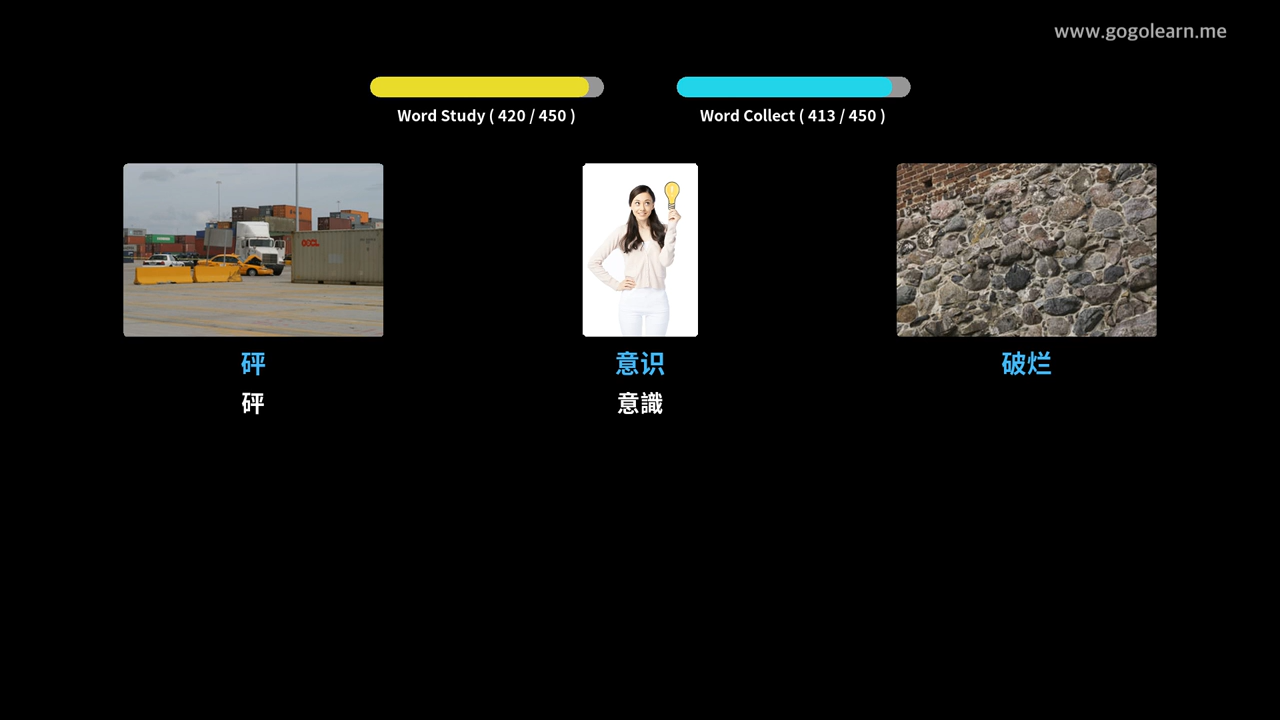 www.gogolearn.me
Word Study ( 420 / 450 )
Word Collect ( 413 / 450 )
OOCL
砰
意识
破烂
砰
意識